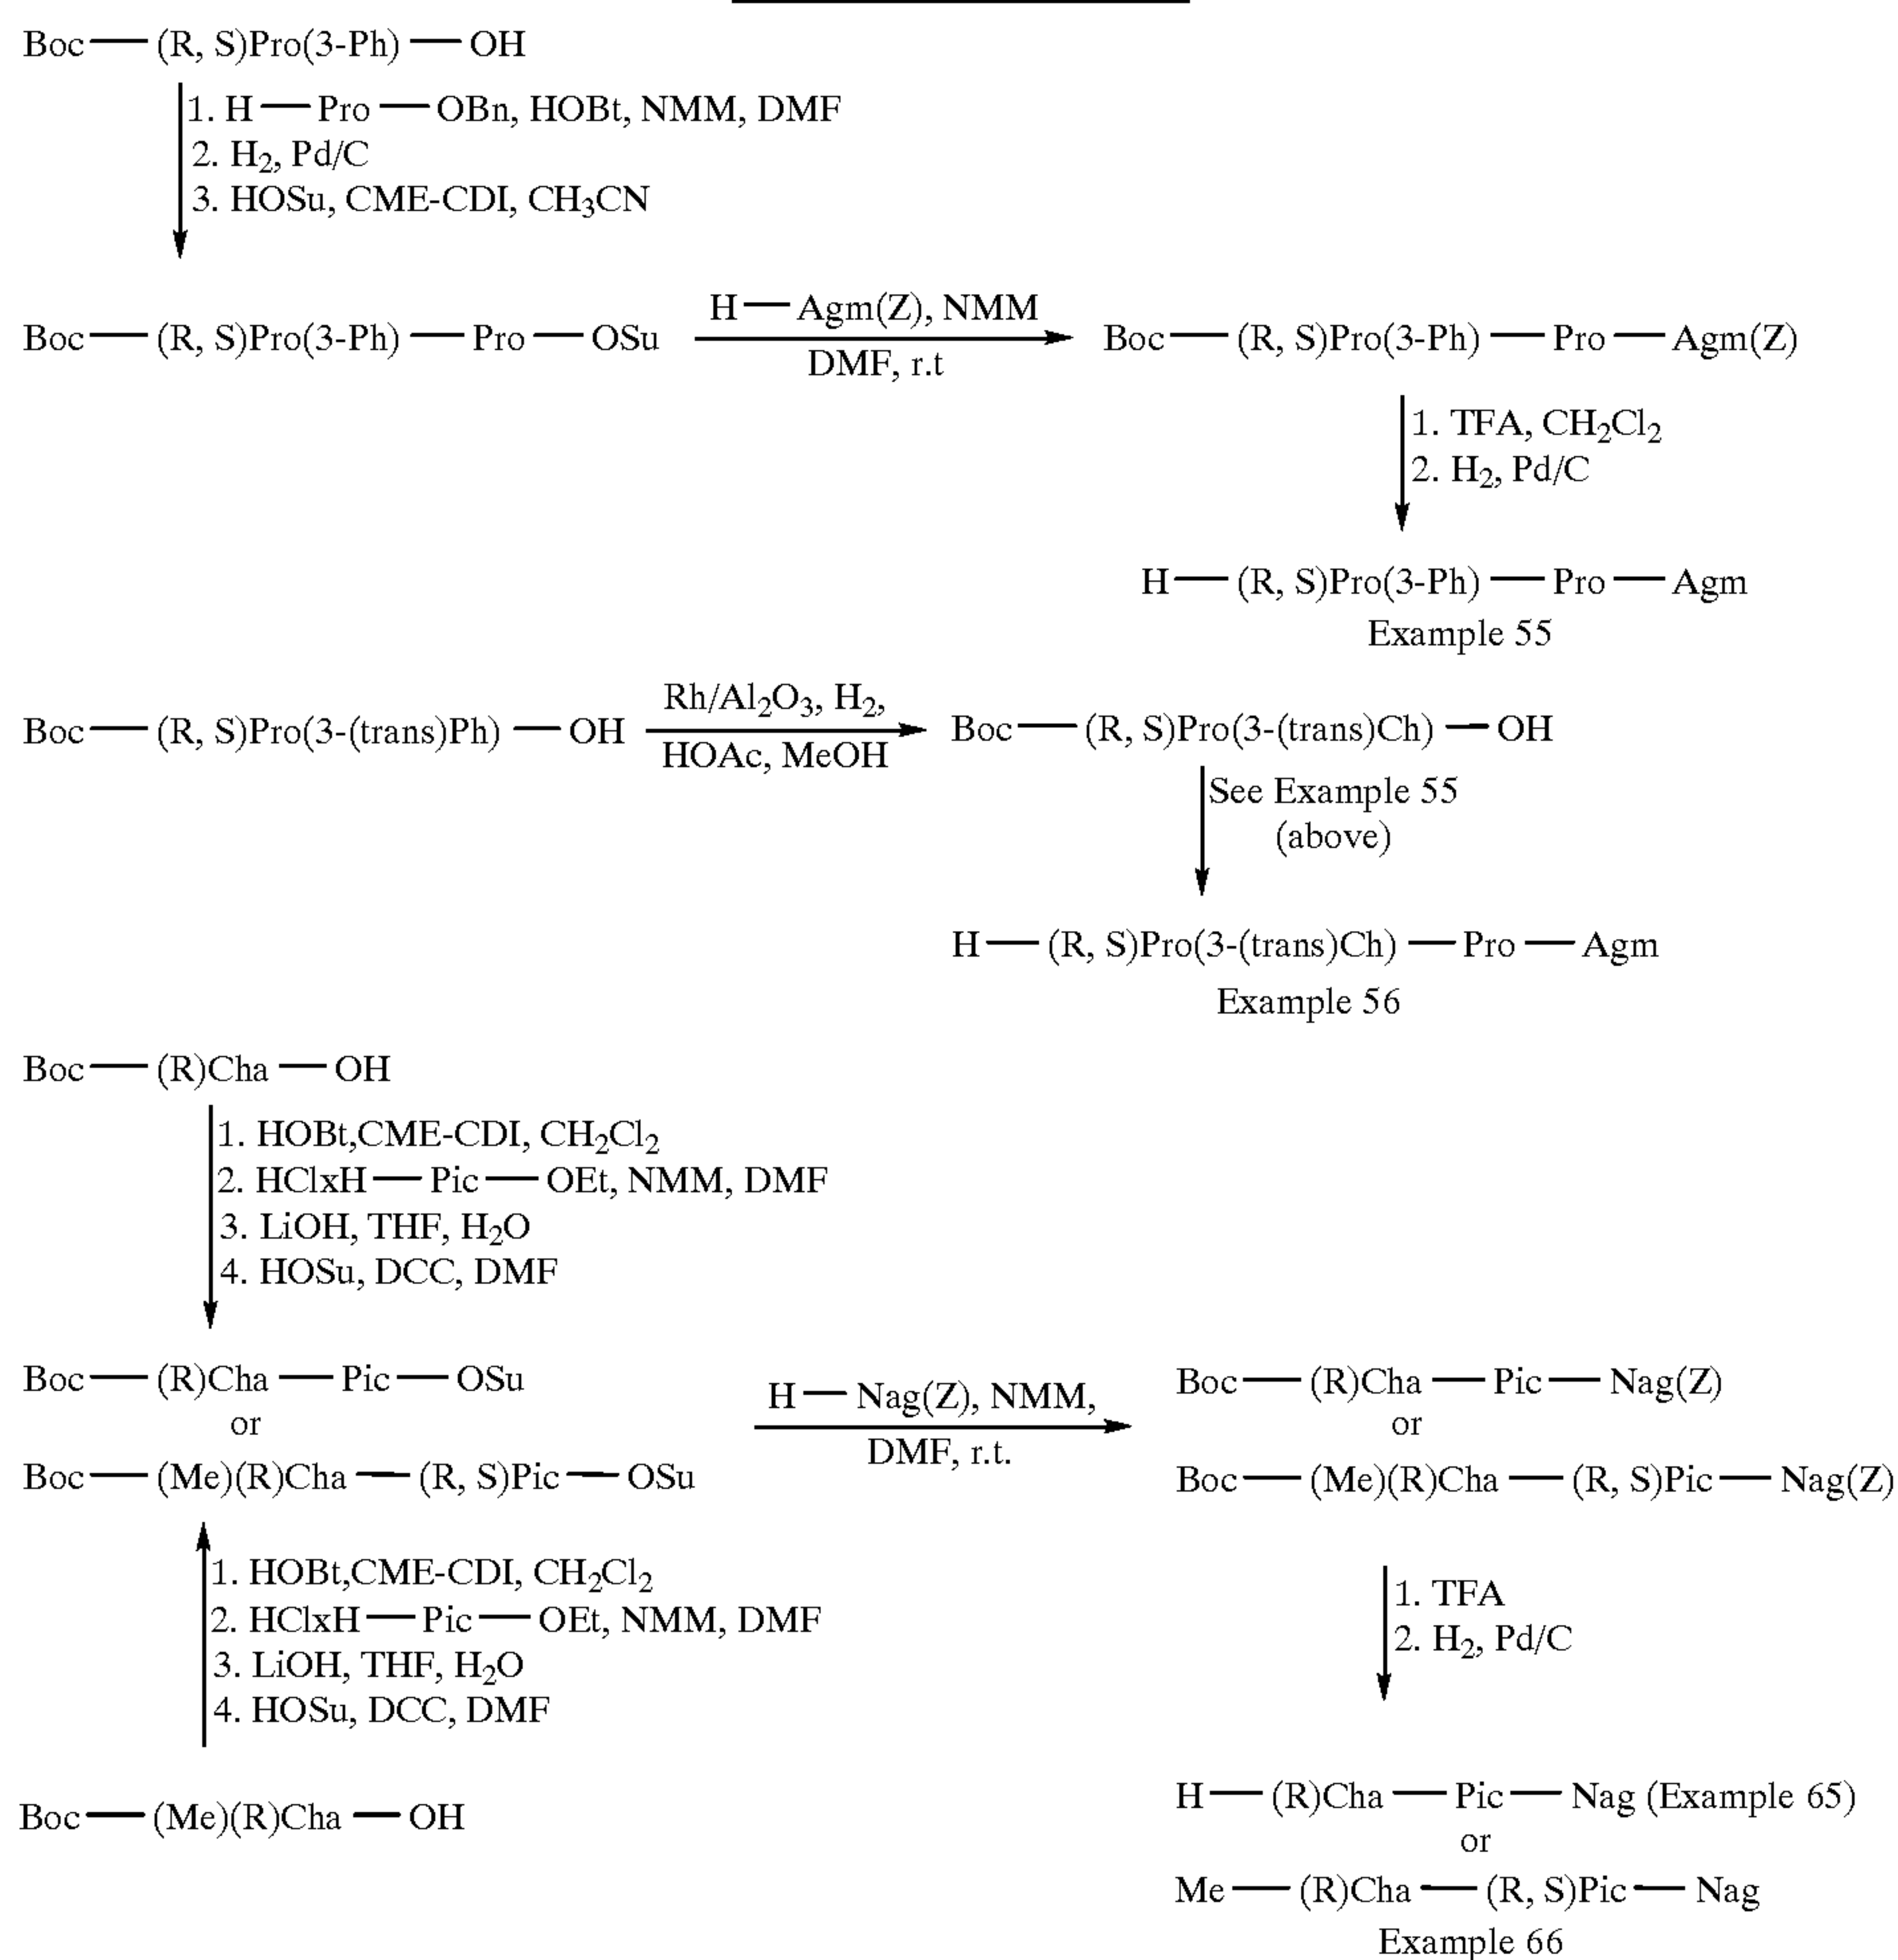 Boc — (R, S)Pro(3-Ph) — OH
1. H — Pro — OBn, HOBt, NMM, DMF
2. H2, Pd/C
3. HOSu, CME-CDI, CH3CN
Boc — (R, S)Pro(3-Ph) — Pro — OSu
H — Agm(Z), NMM
DMF, r.t
Boc — (R, S)Pro(3-Ph) — Pro — Agm(Z)
1. TFA, CH2Cl2
2. H2, Pd/C
H — (R, S)Pro(3-Ph) — Pro — Agm
Example 55
Boc — (R, S)Pro(3-(trans)Ph) — OH
Rh/Al2O3, H2,
HOAc, MeOH
Boc — (R, S)Pro(3-(trans)Ch) — OH
See Example 55
(above)
H — (R, S)Pro(3-(trans)Ch) — Pro — Agm
Example 56
Boc — (R)Cha — OH
1. HOBt,CME-CDI, CH2Cl2
2. HClxH — Pic — OEt, NMM, DMF
3. LiOH, THF, H2O
4. HOSu, DCC, DMF
Boc — (R)Cha — Pic — OSu
or
Boc — (Me)(R)Cha — (R, S)Pic — OSu
H — Nag(Z), NMM,
DMF, r.t.
Boc — (R)Cha — Pic — Nag(Z)
or
Boc — (Me)(R)Cha — (R, S)Pic — Nag(Z)
1. HOBt,CME-CDI, CH2Cl2
2. HClxH — Pic — OEt, NMM, DMF
3. LiOH, THF, H2O
4. HOSu, DCC, DMF
Boc — (Me)(R)Cha — OH
1. TFA
2. H2, Pd/C
H — (R)Cha — Pic — Nag (Example 65)
or
Me — (R)Cha — (R, S)Pic — Nag
Example 66